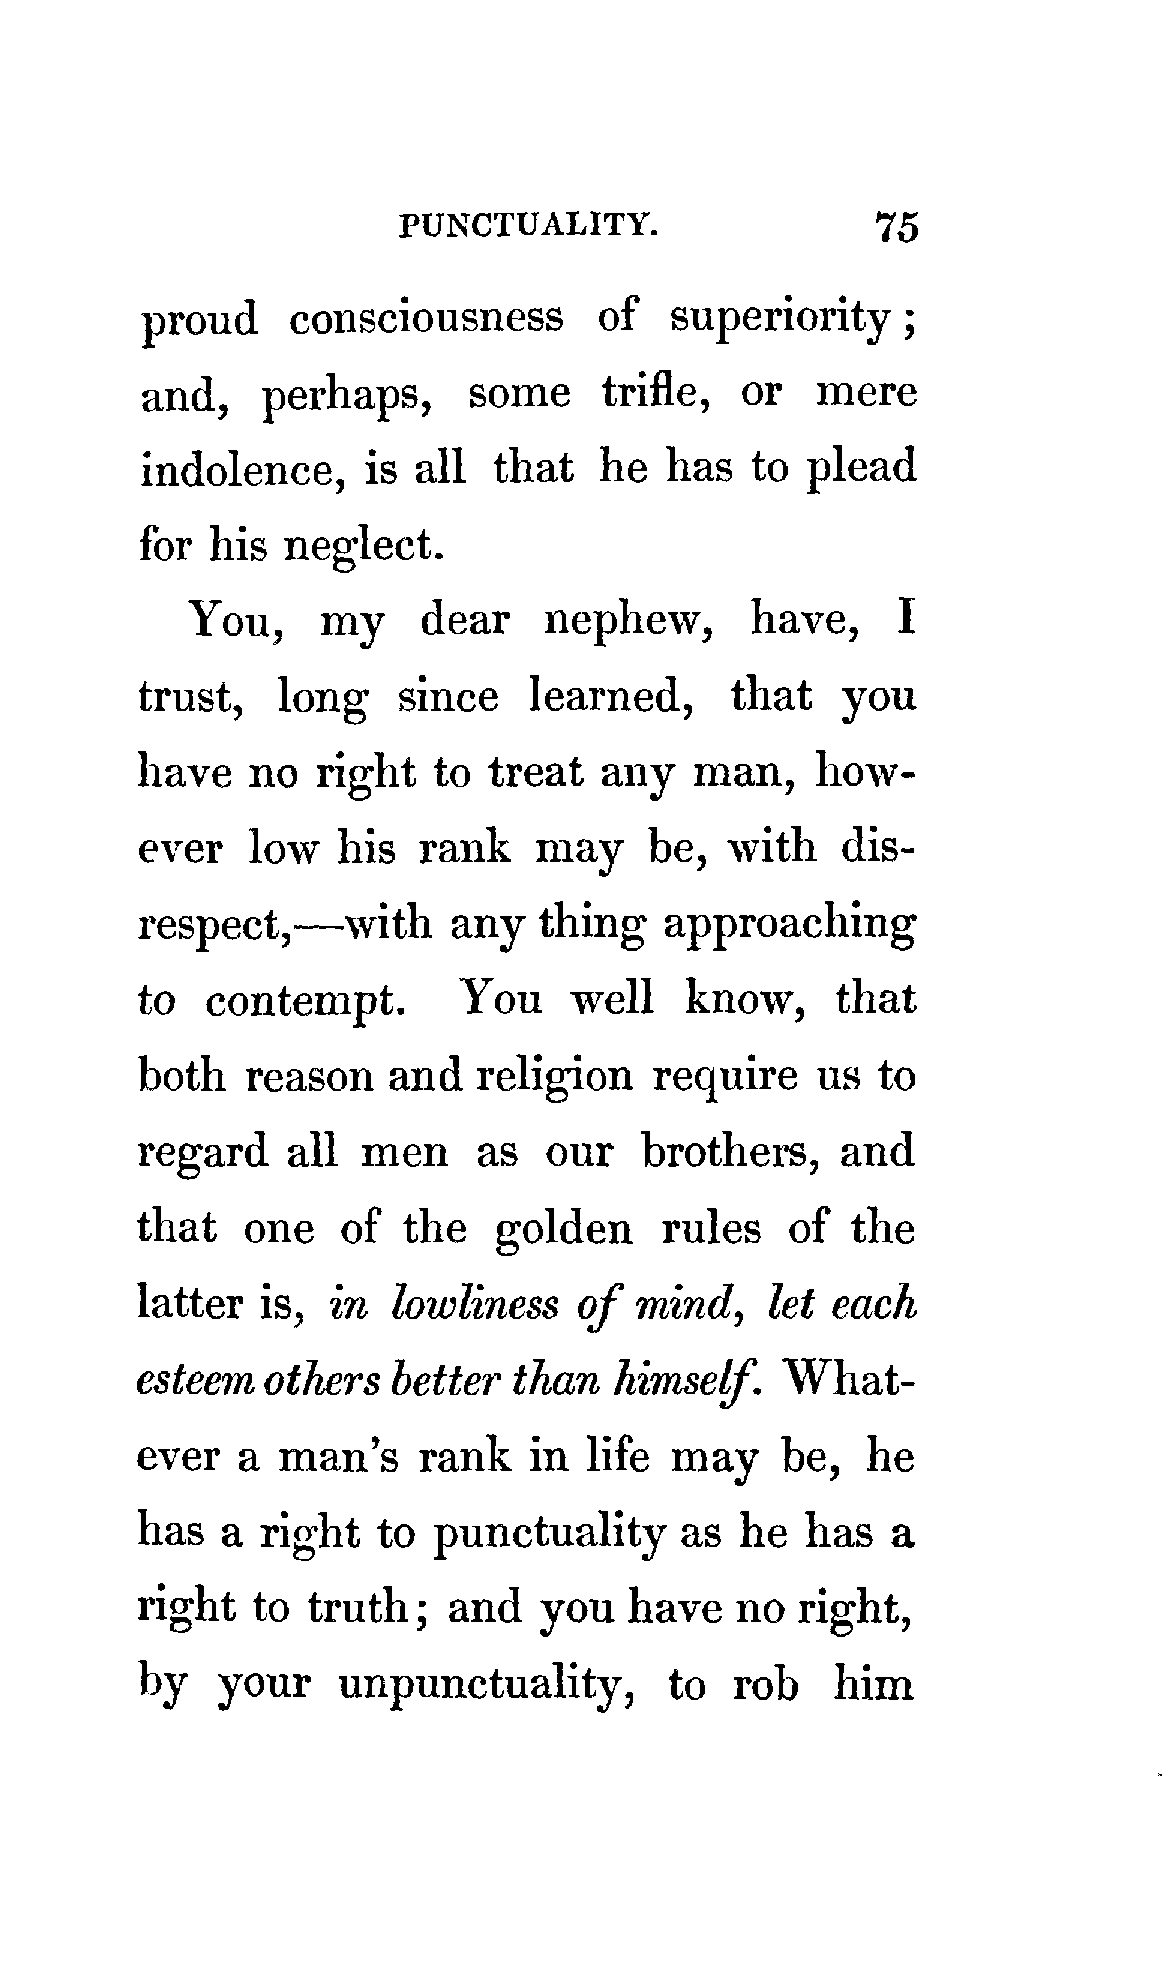 PUNCTUALITY. 75
proud consciousness of superiority;
and, perhaps, some trifle, or mere
indolence, is all that he has to plead
for his neglect.
You, my dear nephew, have, I
trust, long since learned, that you
have no right to treat any man, how-
ever low his rank may be, with dis-
respect,—with any thing approaching
to contempt. You well know, that
both reason and religion require us to
regard all men as our brothers, and
that one of the golden rules of the
latter is, in lowliness of mind, let each
esteem others better than himself. What-
ever a man's rank in life may be, he
has a right to punctuality as he has a
right to truth; and you have no right,
by your unpunctuality, to rob him